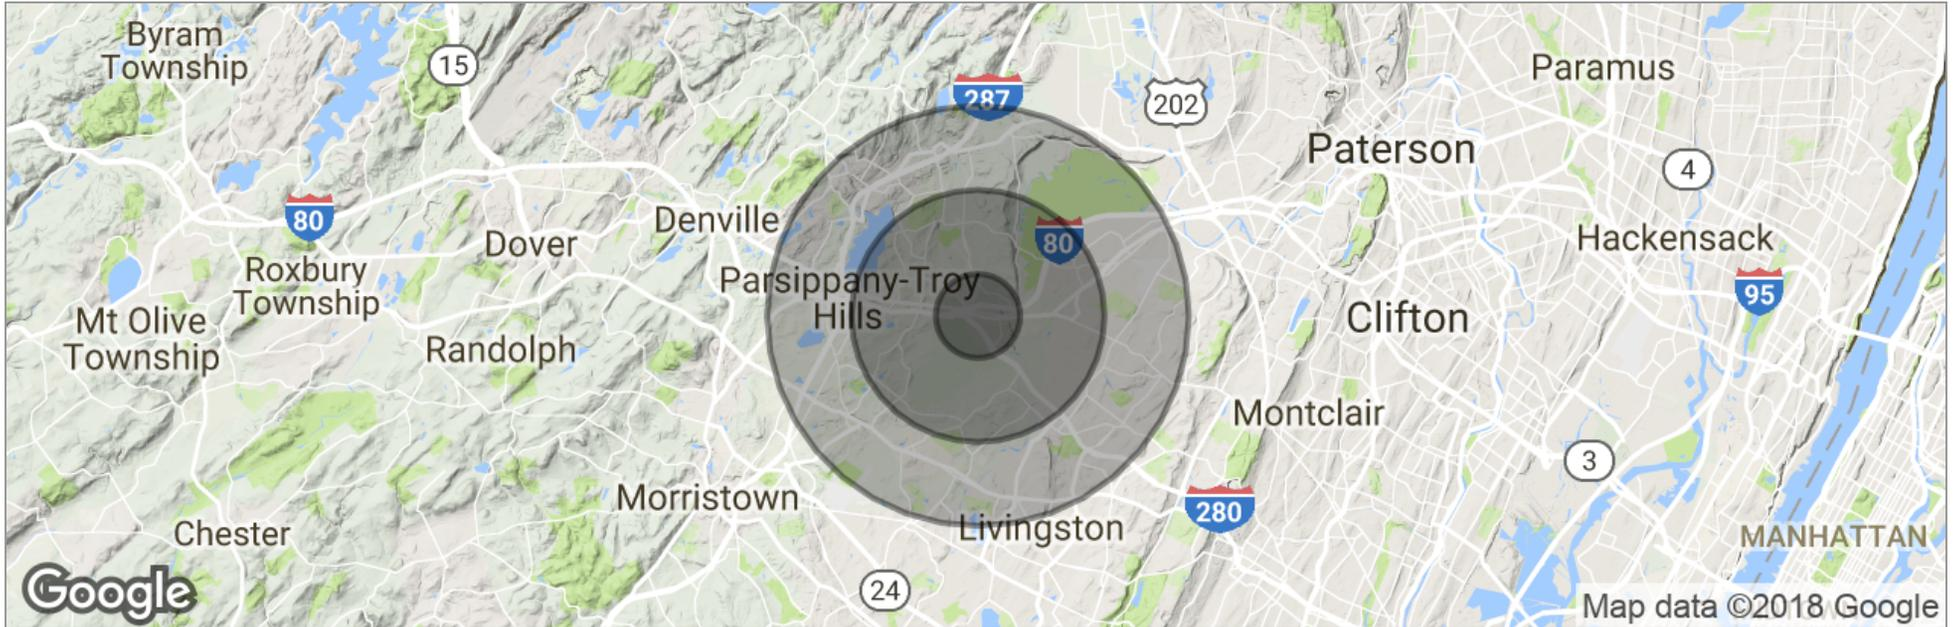 Byram
Township
15
287
202
Paramus
Paterson
4
80
Denville
Dover
80
Hackensack
Roxbury
Township
Parsippany-Troy
Hills
95
Mt Olive
Township
Randolph
Clifton
Montclair
3
Morristown
280
Livingston
Chester
MANHATTAN
24
Google
Map data ©2018 Google